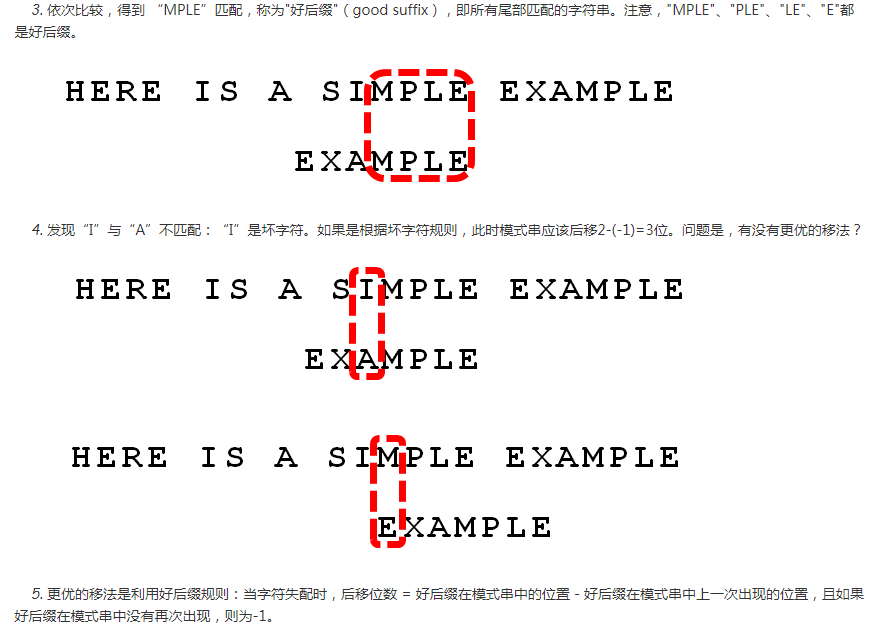 3. 依次比较，得到 “MPLE” 匹配，称为"好后缀"（good suffix），即所有尾部匹配的字符串。注意，"MPLE"、"PLE"、"LE"、"E"都
是好后缀。
HERE IS A SIMPLE EXAMPLE
EXAMPLE
4. 发现“I”与“A”不匹配：“I”是坏字符。如果是根据坏字符规则，此时模式串应该后移2-(-1)=3位。问题是，有没有更优的移法？
HERE IS A SIMPLE EXAMPLE
EXAMPLE
HERE IS A SIMPLE EXAMPLE
EXAMPLE
5. 更优的移法是利用好后缀规则：当字符失配时，后移位数 = 好后缀在模式串中的位置 - 好后缀在模式串中上一次出现的位置，且如果
好后缀在模式串中没有再次出现，则为-1。